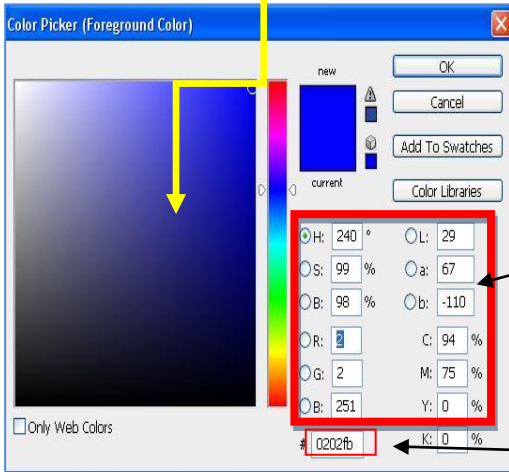 Color Picker (Foreground Color)
new
current
OK
Cancel
Add To Swatches
Color Libraries
H: 240 °
L: 29
S: 99 %
a: 67
B: 98 %
b: -110
R: 2
C: 94 %
G: 2
M: 75 %
B: 251
Y: 0 %
Only Web Colors
# 0202fb
K: 0 %